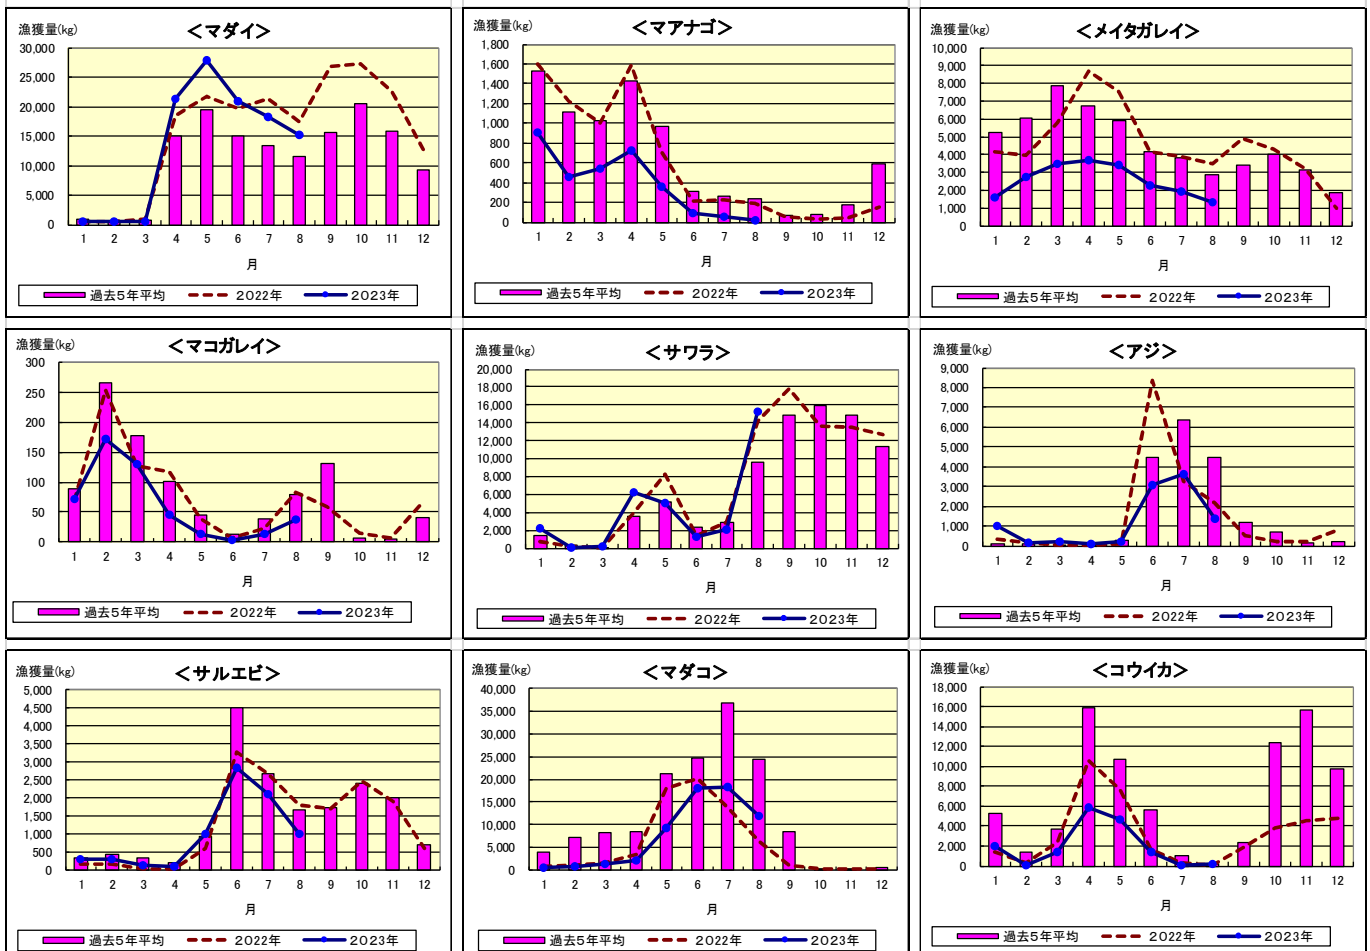 漁獲量(kg)
＜マダイ＞
30,000
25,000
20,000
15,000
10,000
5,000
0
1 2 3 4 5 6 7 8 9 10 11 12
月
過去5年平均 2022年 2023年
漁獲量(kg)
＜マアナゴ＞
1,800
1,600
1,400
1,200
1,000
800
600
400
200
0
1 2 3 4 5 6 7 8 9 10 11 12
月
過去5年平均 2022年 2023年
漁獲量(kg)
＜メイタガレイ＞
10,000
9,000
8,000
7,000
6,000
5,000
4,000
3,000
2,000
1,000
0
1 2 3 4 5 6 7 8 9 10 11 12
月
過去5年平均 2022年 2023年
漁獲量(kg)
＜マコガレイ＞
300
250
200
150
100
50
0
1 2 3 4 5 6 7 8 9 10 11 12
月
過去5年平均 2022年 2023年
漁獲量(kg)
＜サワラ＞
20,000
18,000
16,000
14,000
12,000
10,000
8,000
6,000
4,000
2,000
0
1 2 3 4 5 6 7 8 9 10 11 12
月
過去5年平均 2022年 2023年
漁獲量(kg)
＜アジ＞
9,000
8,000
7,000
6,000
5,000
4,000
3,000
2,000
1,000
0
1 2 3 4 5 6 7 8 9 10 11 12
月
過去5年平均 2022年 2023年
漁獲量(kg)
＜サルエビ＞
5,000
4,500
4,000
3,500
3,000
2,500
2,000
1,500
1,000
500
0
1 2 3 4 5 6 7 8 9 10 11 12
月
過去5年平均 2022年 2023年
漁獲量(kg)
＜マダコ＞
40,000
35,000
30,000
25,000
20,000
15,000
10,000
5,000
0
1 2 3 4 5 6 7 8 9 10 11 12
月
過去5年平均 2022年 2023年
漁獲量(kg)
＜コウイカ＞
18,000
16,000
14,000
12,000
10,000
8,000
6,000
4,000
2,000
0
1 2 3 4 5 6 7 8 9 10 11 12
月
過去5年平均 2022年 2023年